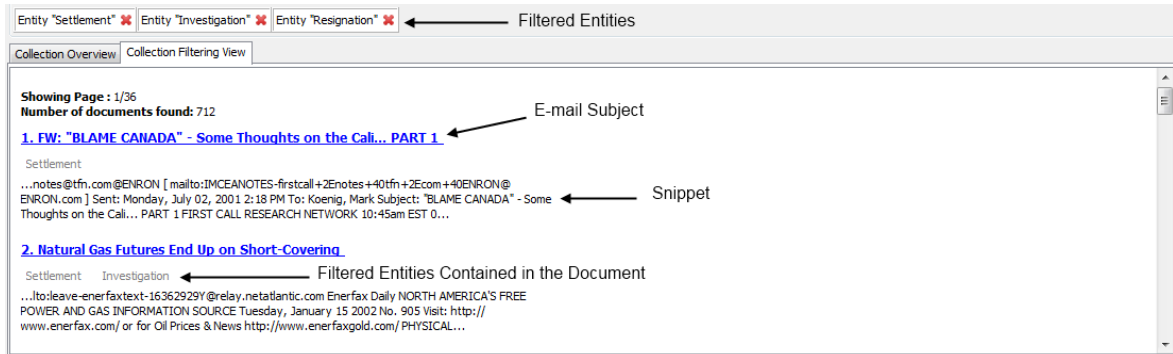 Entity "Settlement" Entity "Investigation" Entity "Resignation" Filtered Entities
Collection Overview Collection Filtering View
Showing Page : 1/36
Number of documents found: 712
E-mail Subject
1. FW: "BLAME CANADA" - Some Thoughts on the Cali... PART 1
Settlement
...notes@tfn.com@ENRON [ mailto:IMCEANOTES-firstcall+2Enotes+40tfn+2Ecom+40ENRON@
ENRON.com ] Sent: Monday, July 02, 2001 2:18 PM To: Koenig, Mark Subject: "BLAME CANADA" - Some
Snippet
Thoughts on the Cali... PART 1 FIRST CALL RESEARCH NETWORK 10:45am EST 0...
2. Natural Gas Futures End Up on Short-Covering
Settlement Investigation Filtered Entities Contained in the Document
...lto:leave-enerfaxtext-16362929Y@relay.netatlantic.com Enerfax Daily NORTH AMERICA'S FREE
POWER AND GAS INFORMATION SOURCE Tuesday, January 15 2002 No. 905 Visit: http://
www.enerfax.com/ or for Oil Prices & News http://www.enerfaxgold.com/ PHYSICAL...